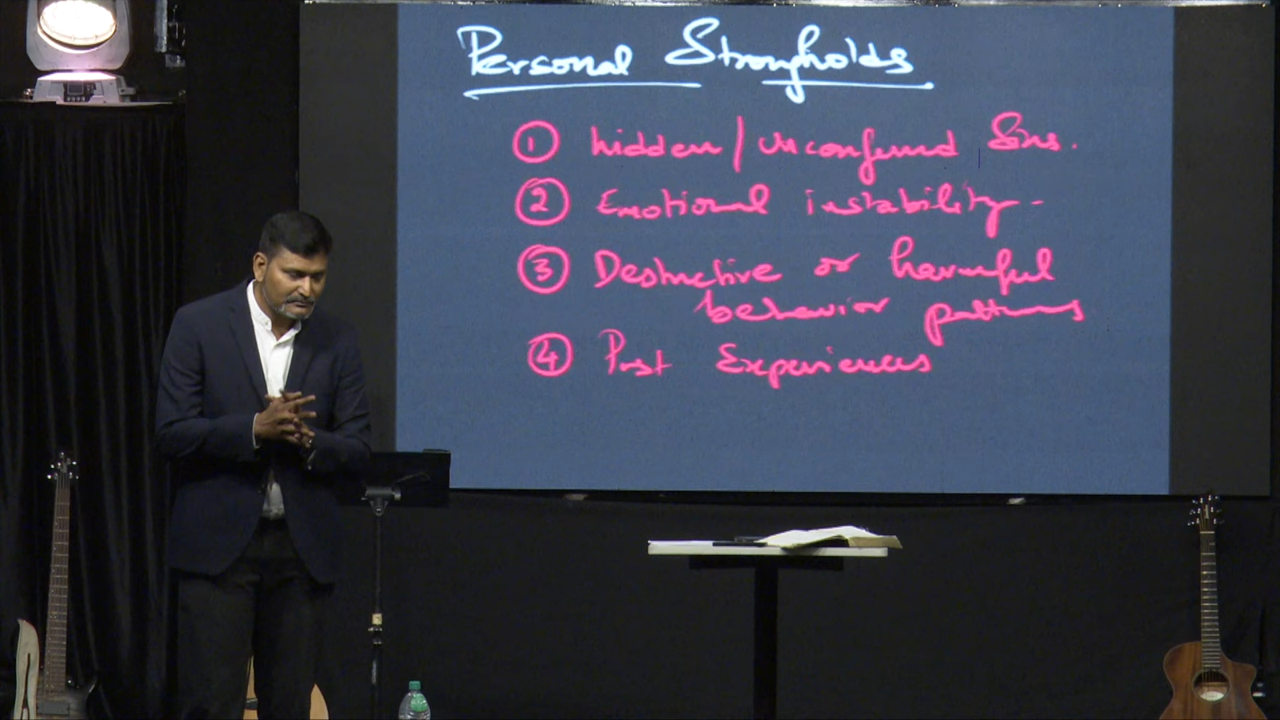 Personal Strongholds
① hidden/unconfessed Sins.
② Emotional instability.
③ Destructive or harmful
behavior patterns
④ Past Experiences